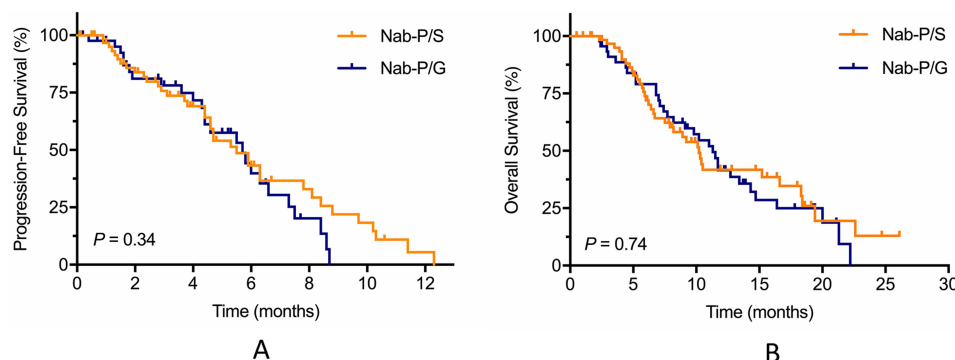 Progression-Free Survival (%)
100
75
50
25
0
Nab-P/S
Nab-P/G
P = 0.34
0 2 4 6 8 10 12
Time (months)
A
Overall Survival (%)
100
75
50
25
0
Nab-P/S
Nab-P/G
P = 0.74
0 5 10 15 20 25 30
Time (months)
B